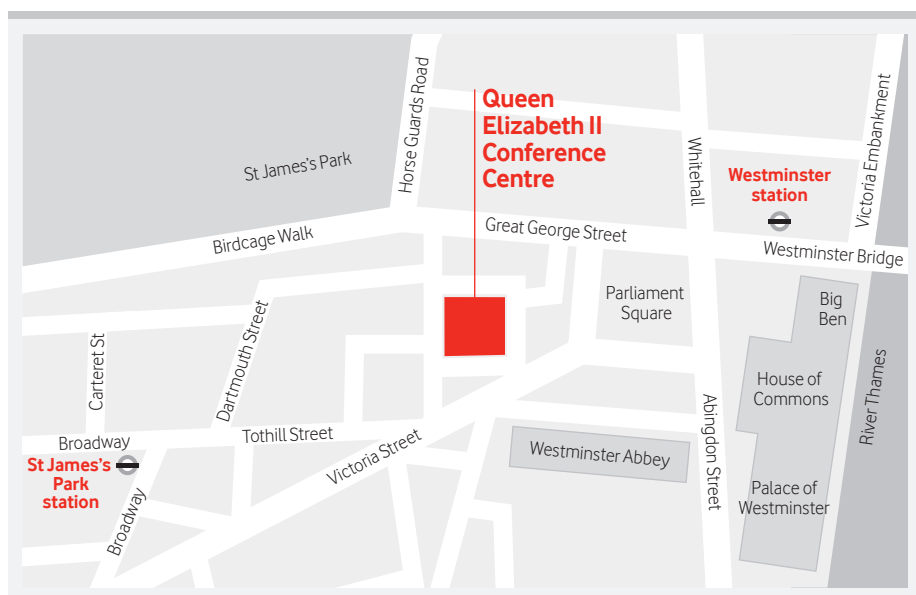 Queen
Elizabeth II
Conference
Centre
Horse Guards Road
St James's Park
Whitehall
Westminster
station
Victoria Embankment
Birdcage Walk
Great George Street
Westminster Bridge
Parliament
Square
Big
Ben
Carteret St
Dartmouth Street
House of
Commons
River Thames
Abingdon Street
Broadway
Tothill Street
Victoria Street
Westminster Abbey
St James's
Park
station
Broadway
Palace of
Westminster